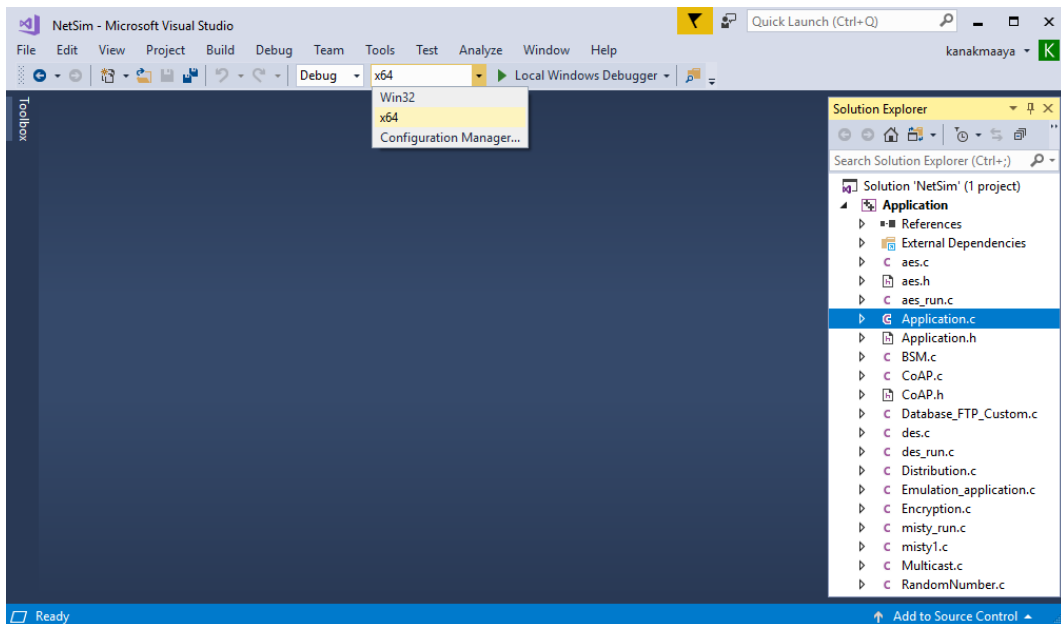 NetSim - Microsoft Visual Studio
Quick Launch (Ctrl+Q)
File Edit View Project Build Debug Team Tools Test Analyze Window Help
kanakmaaya K
Debug x64 Local Windows Debugger
Win32
x64
Configuration Manager...
Toolbox
Solution Explorer
Search Solution Explorer (Ctrl+;)
Solution 'NetSim' (1 project)
Application
References
External Dependencies
C aes.c
h aes.h
C aes_run.c
C Application.c
h Application.h
C BSM.c
C CoAP.c
h CoAP.h
C Database_FTP_Custom.c
C des.c
C des_run.c
C Distribution.c
C Emulation_application.c
C Encryption.c
C misty_run.c
C misty1.c
C Multicast.c
C RandomNumber.c
Ready
Add to Source Control